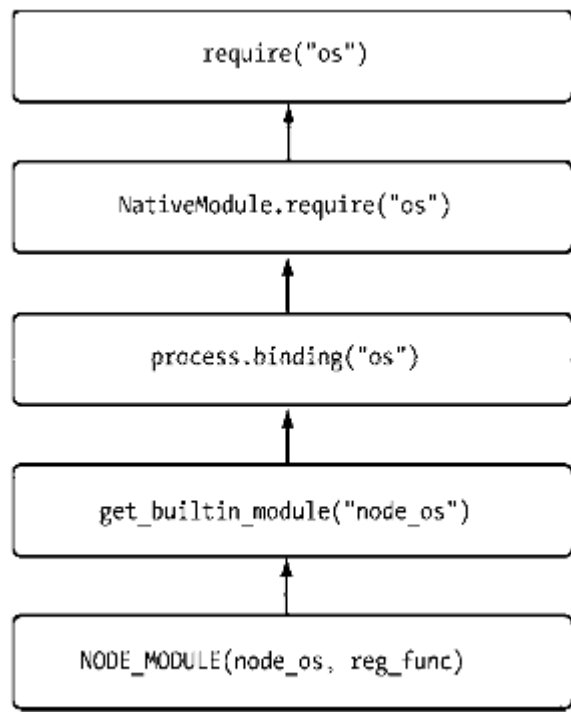 require("os")
NativeModule.require("os")
process.binding("os")
get_builtin_module("node_os")
NODE_MODULE(node_os, reg_func)